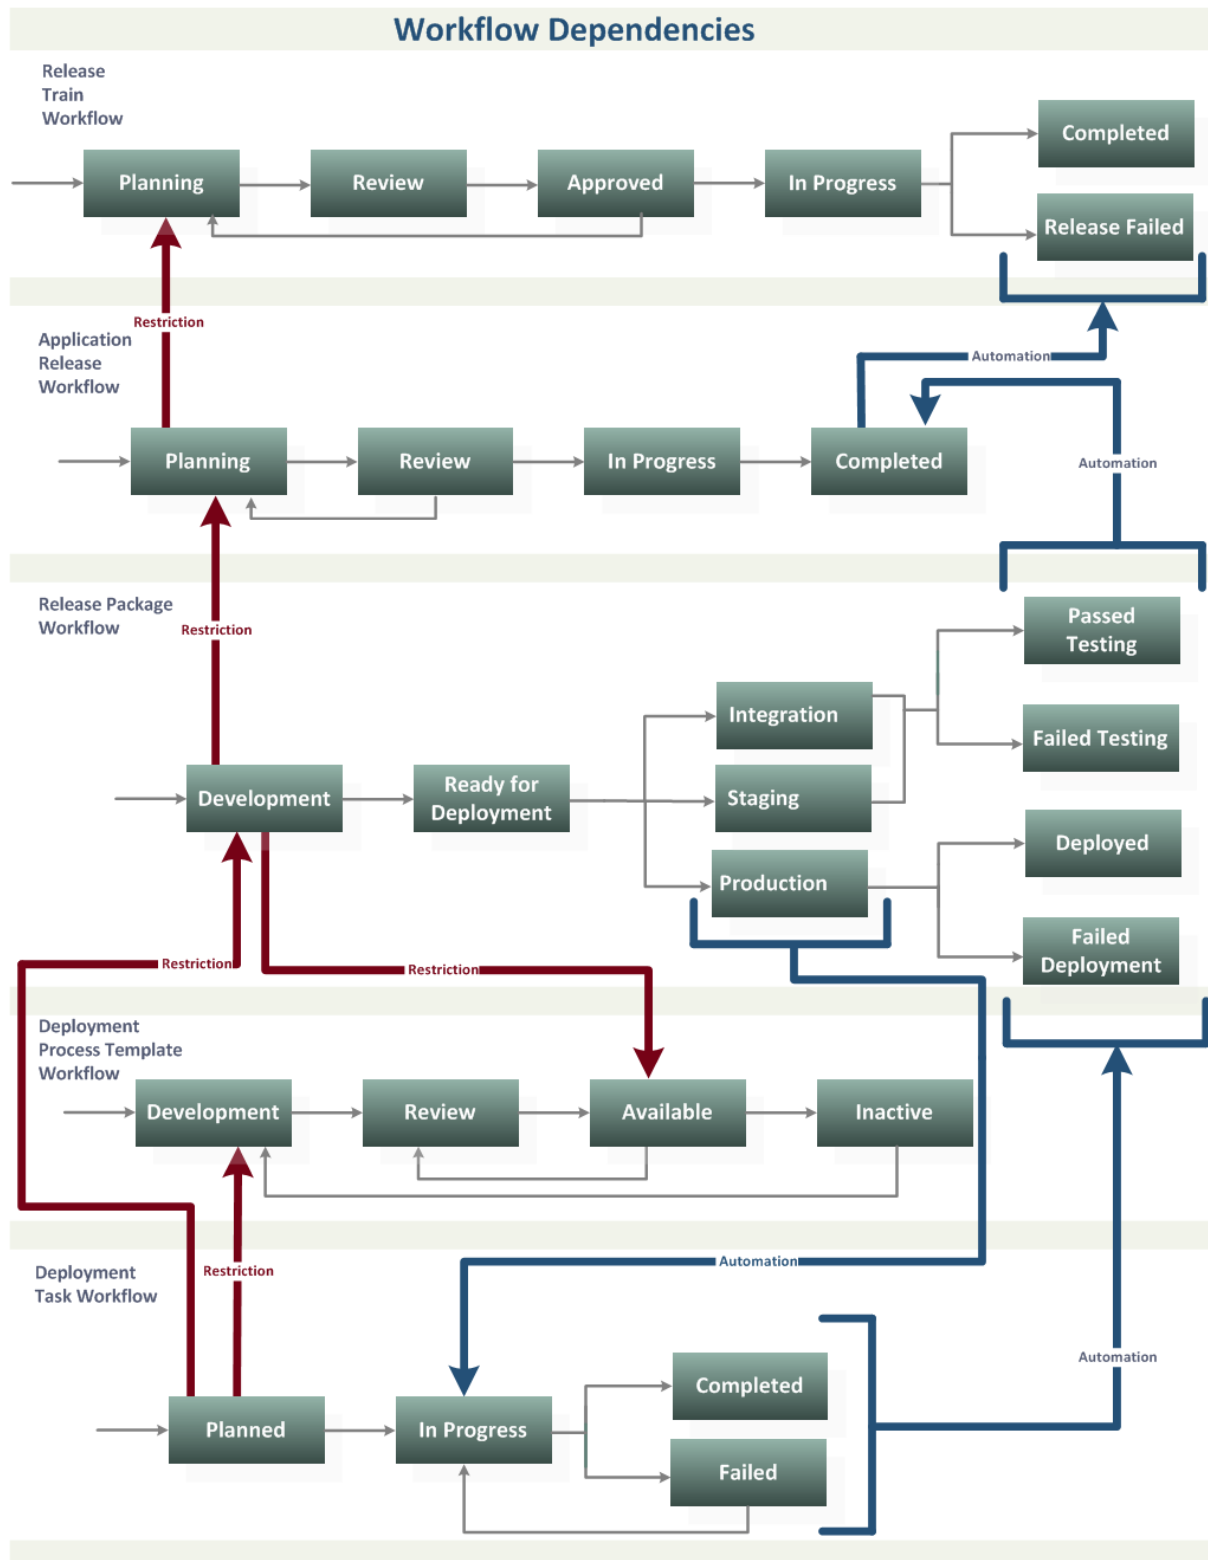 Workflow Dependencies
Release
Train
Workflow
Completed
Planning
Review
Approved
In Progress
Release Failed
Restriction
Application
Release
Workflow
Automation
Planning
Review
In Progress
Completed
Automation
Release Package
Workflow
Restriction
Passed
Testing
Integration
Failed Testing
Development
Ready for
Deployment
Staging
Deployed
Production
Failed
Deployment
Restriction
Restriction
Deployment
Process Template
Workflow
Development
Review
Available
Inactive
Deployment
Task Workflow
Restriction
Automation
Automation
Completed
Planned
In Progress
Failed